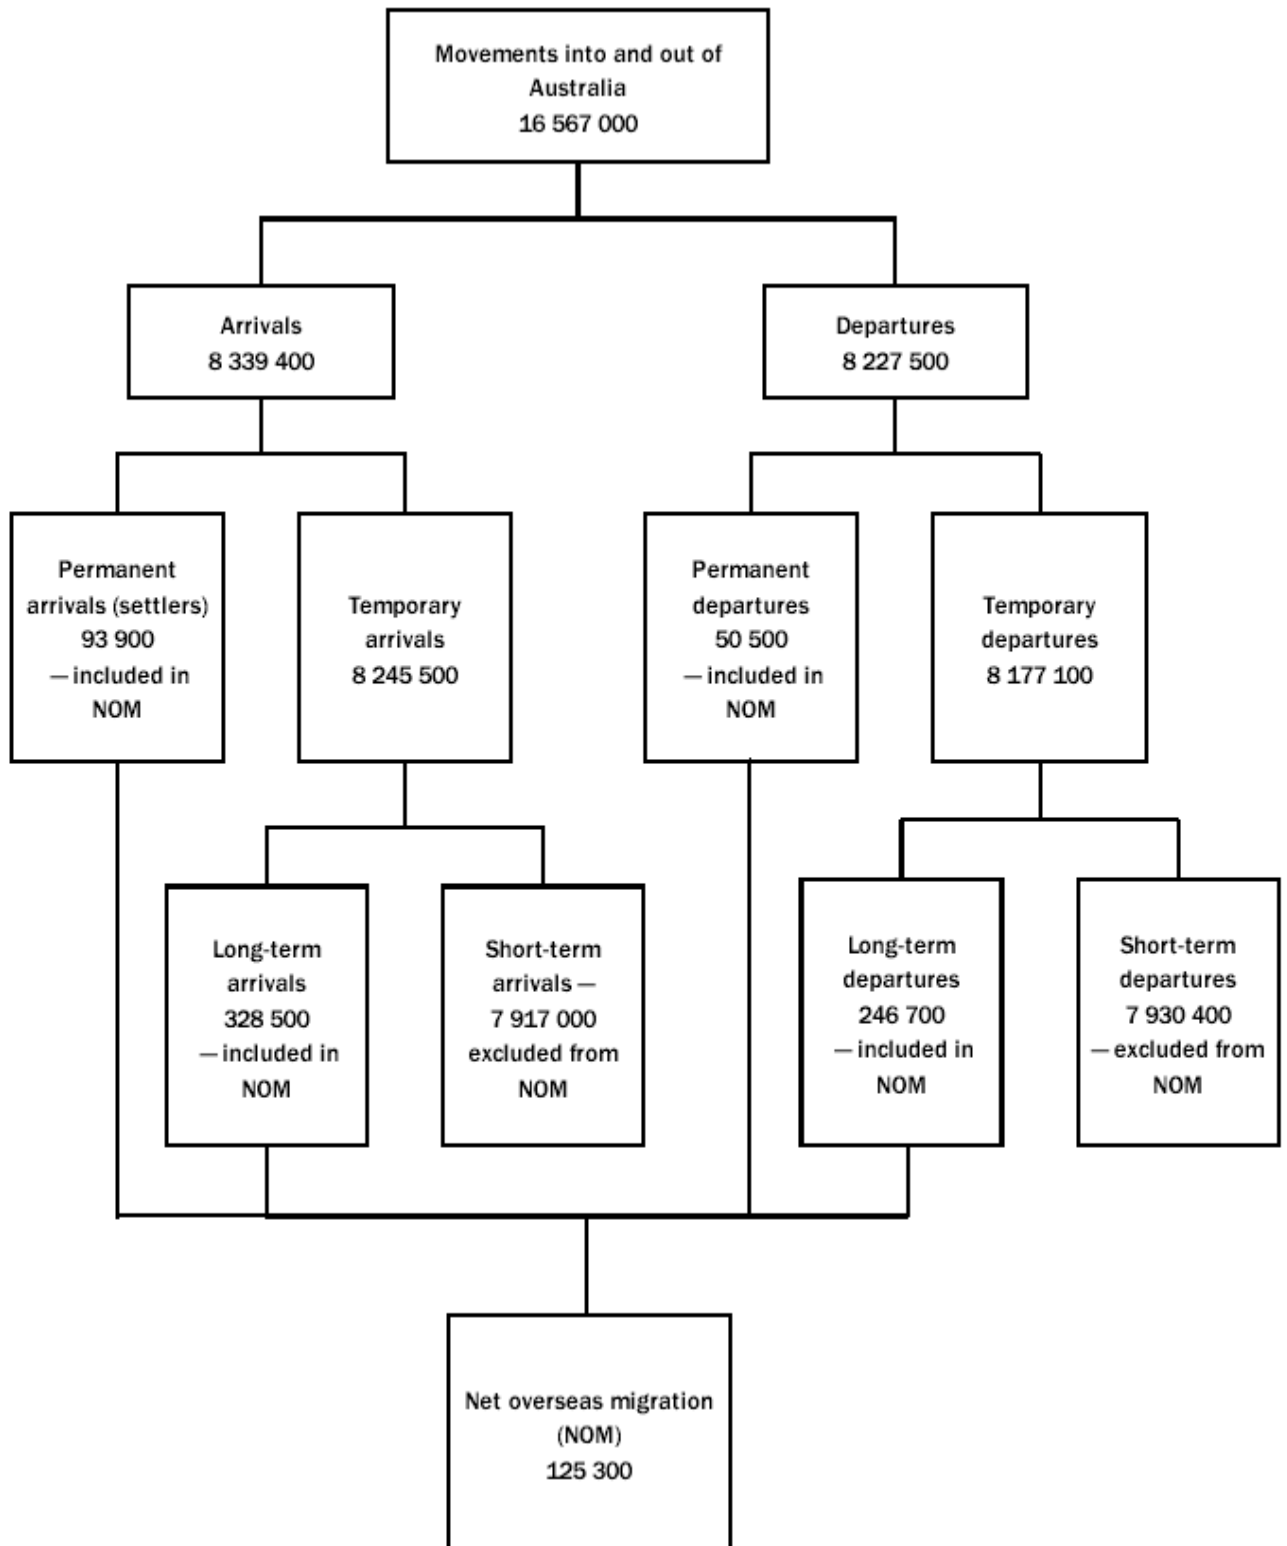 Movements into and out of
Australia
16 567 000
Arrivals
8 339 400
Departures
8 227 500
Permanent
arrivals (settlers)
93 900
— included in
NOM
Temporary
arrivals
8 245 500
Permanent
departures
50 500
— included in
NOM
Temporary
departures
8 177 100
Long-term
arrivals
328 500
— included in
NOM
Short-term
arrivals —
7 917 000
excluded from
NOM
Long-term
departures
246 700
— included in
NOM
Short-term
departures
7 930 400
— excluded from
NOM
Net overseas migration
(NOM)
125 300